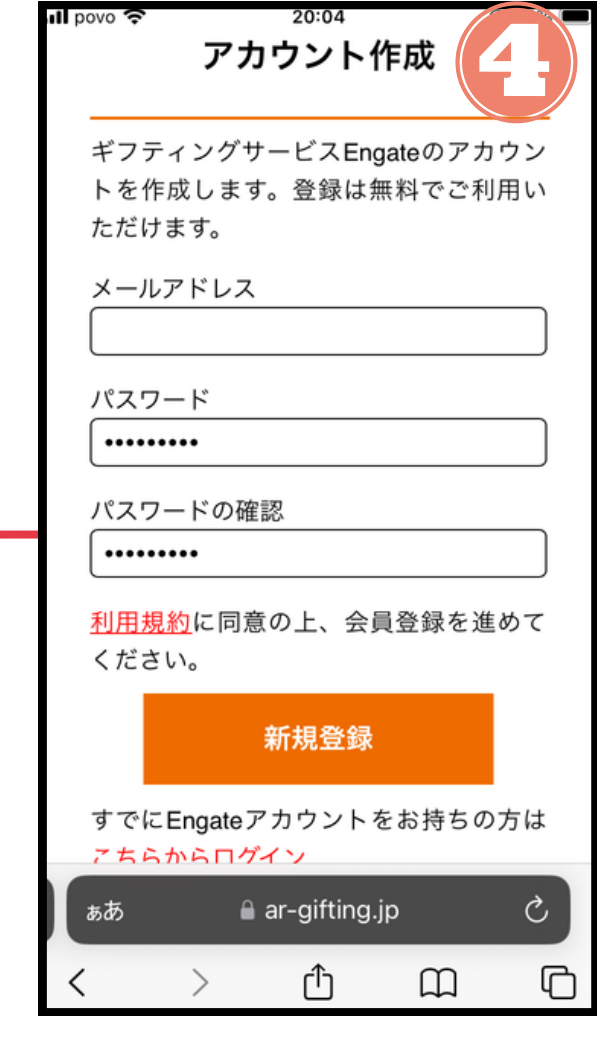 povo 20:04
4
アカウント作成
ギフティングサービスEngateのアカウン
トを作成します。登録は無料でご利用い
ただけます。
メールアドレス
パスワード
•••••••••
パスワードの確認
•••••••••
利用規約に同意の上、会員登録を進めて
ください。
新規登録
すでにEngateアカウントをお持ちの方は
こちらからログイン
ぁあ ar-gifting.jp